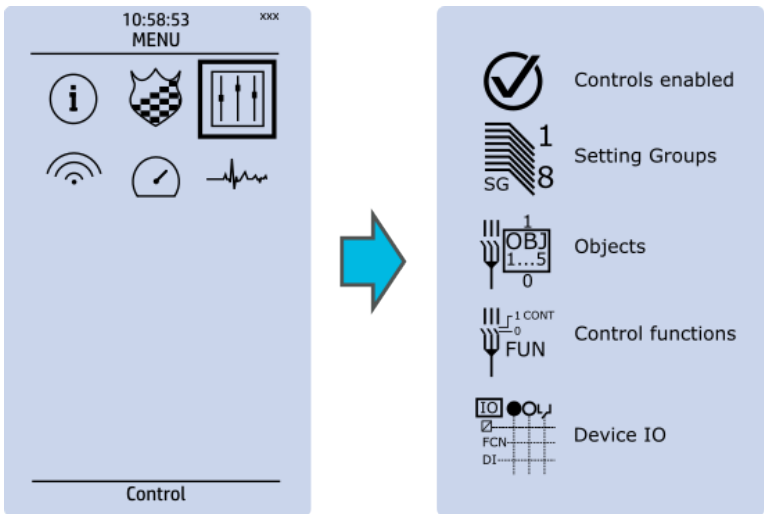 10:58:53
xxx
MENU
i
Control
Controls enabled
1
SG 8
Setting Groups
1
OBJ
1...5
0
Objects
1 CONT
0
FUN
Control functions
IO
FCN
DI
Device IO